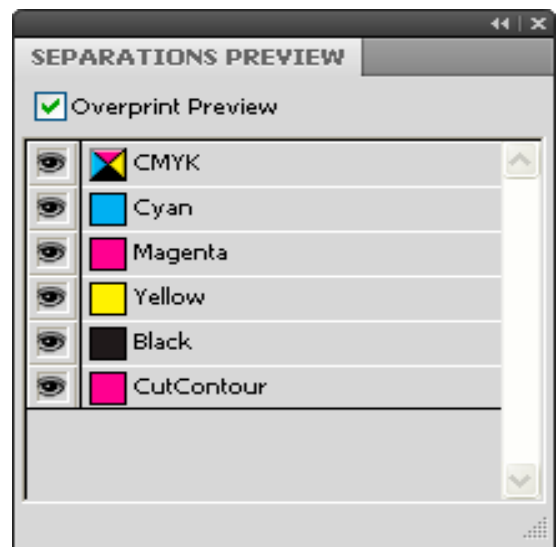 SEPARATIONS PREVIEW
Overprint Preview
CMYK
Cyan
Magenta
Yellow
Black
CutContour